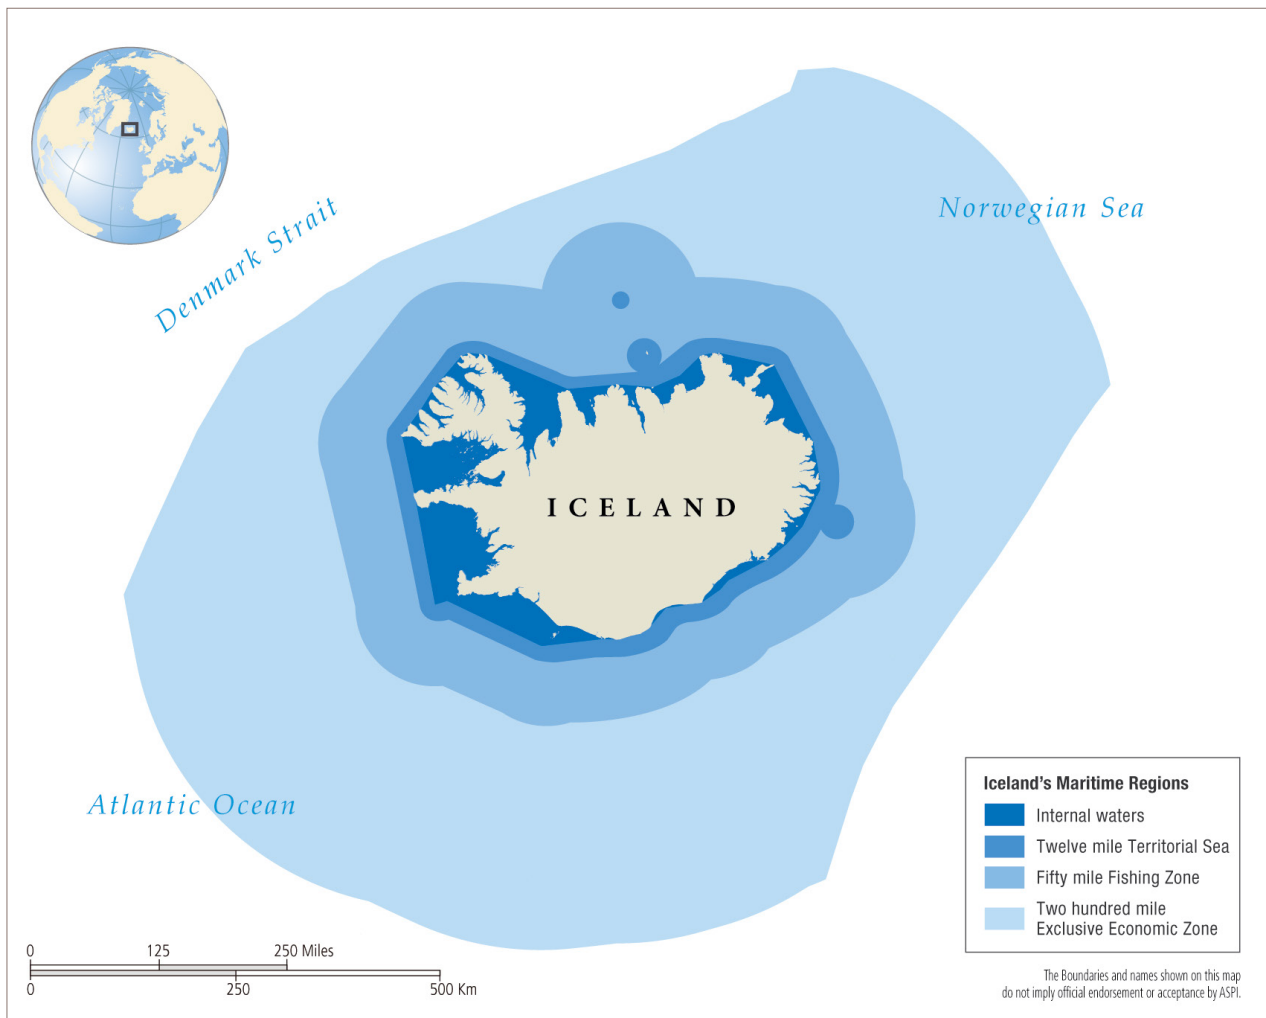 Denmark Strait
Norwegian Sea
ICELAND
Atlantic Ocean
Iceland's Maritime Regions
Internal waters
Twelve mile Territorial Sea
Fifty mile Fishing Zone
Two hundred mile
Exclusive Economic Zone
0 125 250 Miles
0 250 500 Km
The Boundaries and names shown on this map
do not imply official endorsement or acceptance by ASPI.